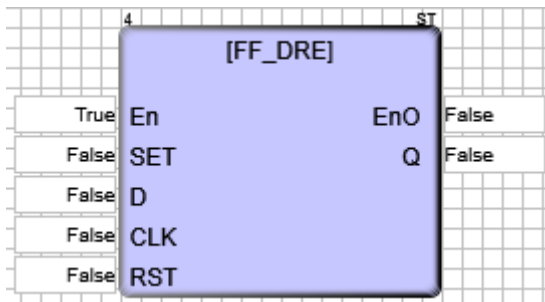 4 ST
[FF_DRE]
True En EnO False
False SET Q False
False D
False CLK
False RST